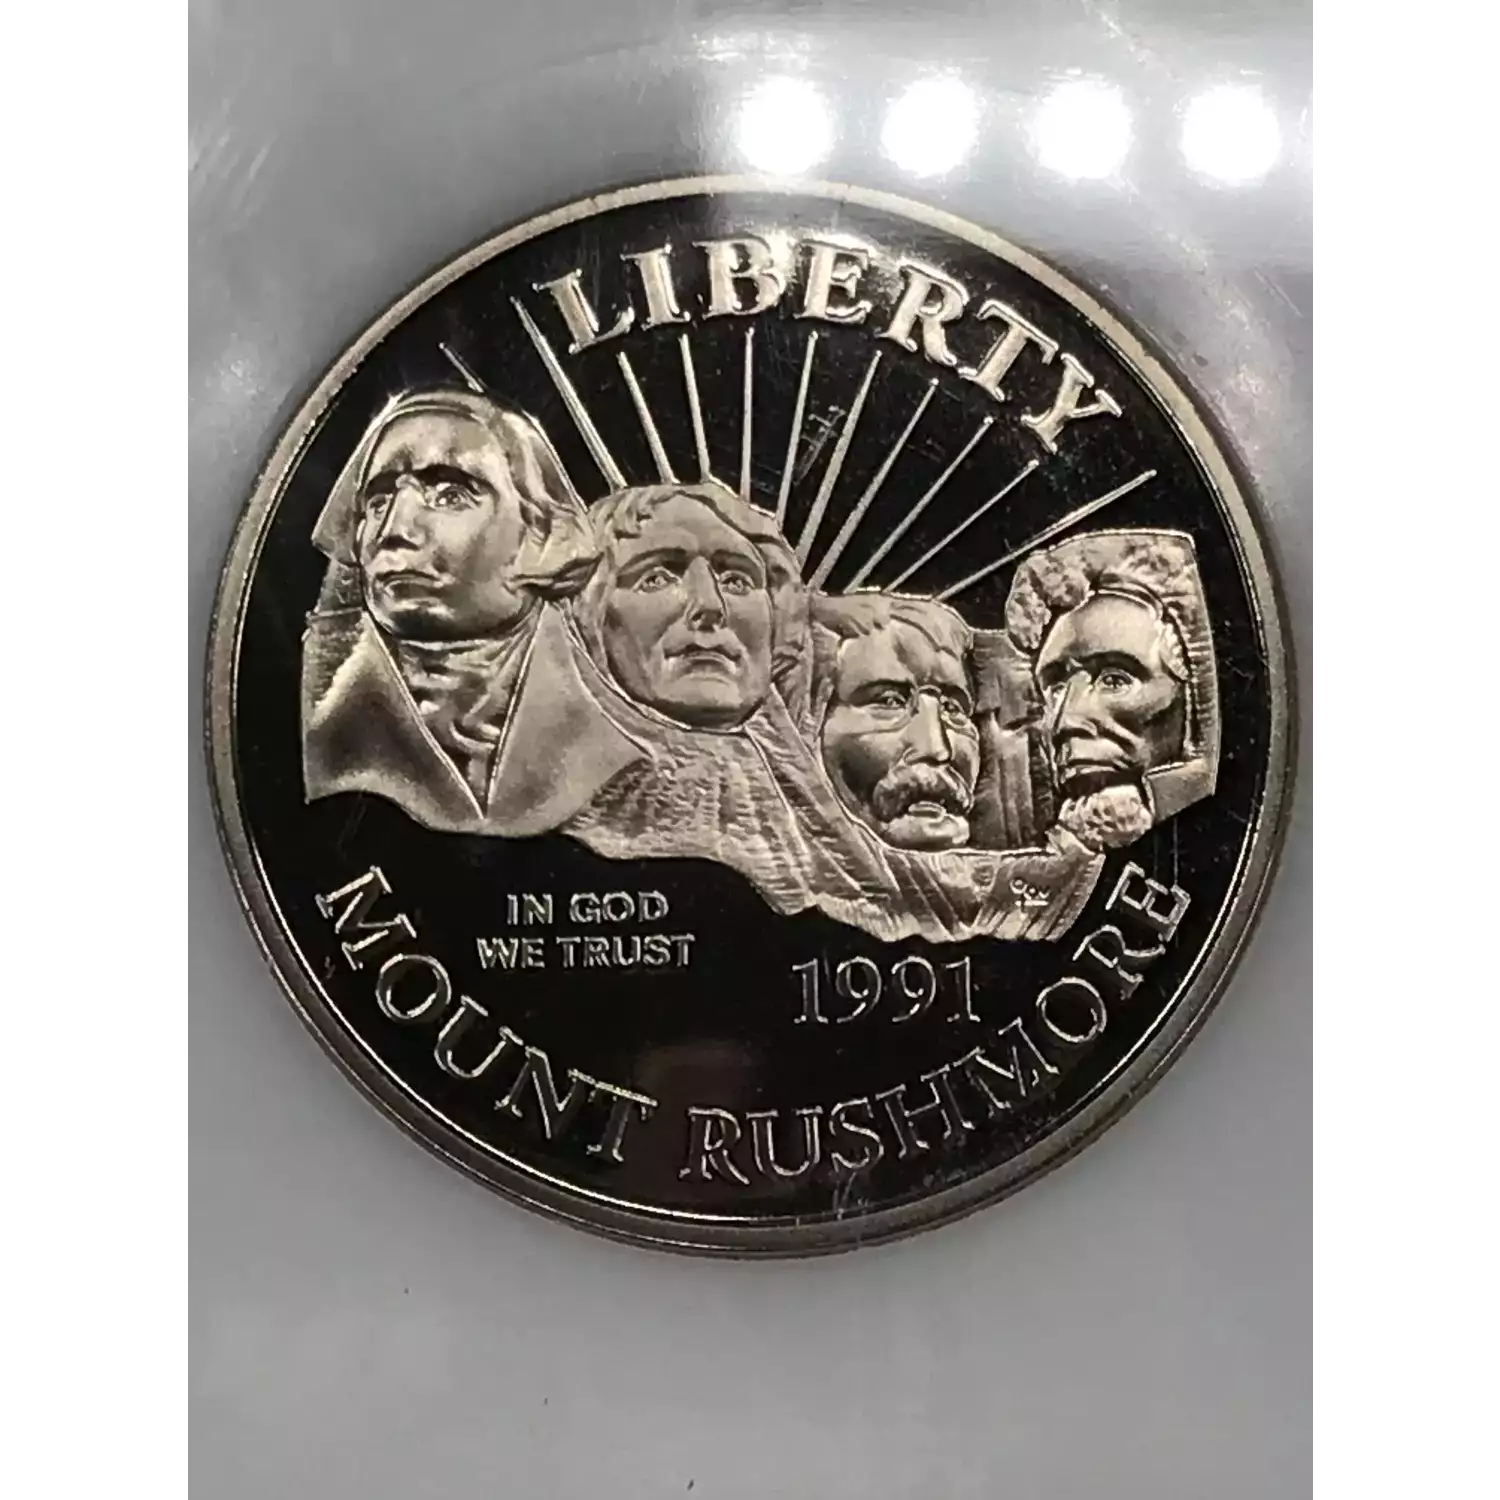 LIBERTY
IN GOD
WE TRUST
1991
MOUNT RUSHMORE